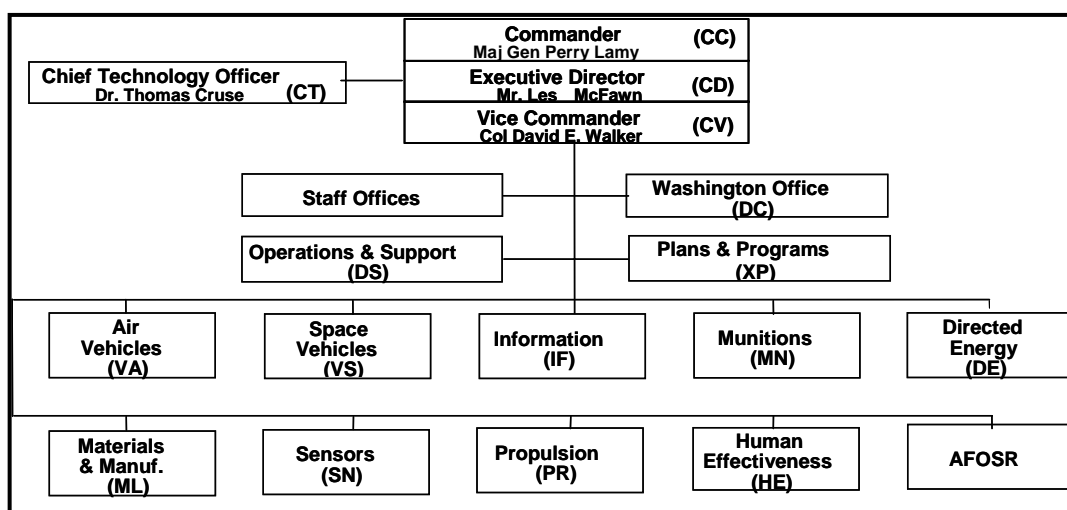 Commander (CC)
Maj Gen Perry Lamy
Chief Technology Officer
Dr. Thomas Cruse (CT)
Executive Director (CD)
Mr. Les McFawn
Vice Commander (CV)
Col David E. Walker
Staff Offices
Washington Office
(DC)
Operations & Support
(DS)
Plans & Programs
(XP)
Air
Vehicles
(VA)
Space
Vehicles
(VS)
Information
(IF)
Munitions
(MN)
Directed
Energy
(DE)
Materials
& Manuf.
(ML)
Sensors
(SN)
Propulsion
(PR)
Human
Effectiveness
(HE)
AFOSR